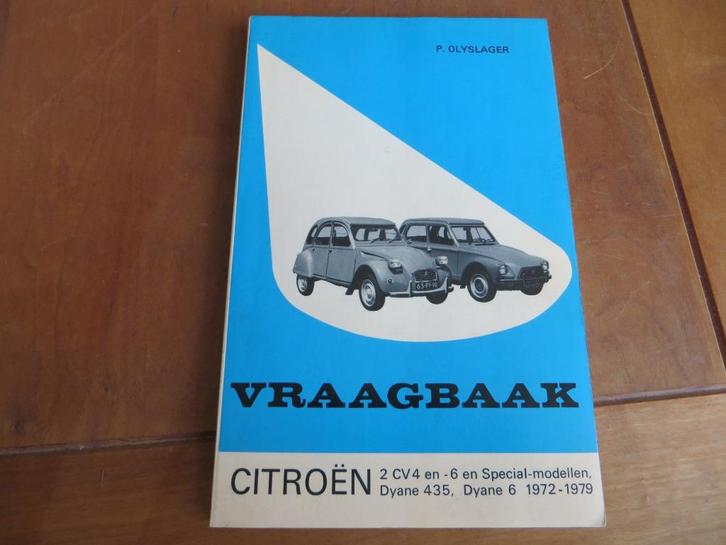 P. OLYSLAGER
VRAAGBAAK
CITROËN
2 CV4 en -6 en Special-modellen,
Dyane 435, Dyane 6 1972-1979